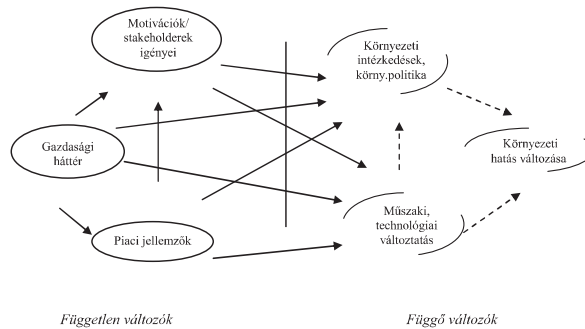 Motivációk/
stakeholderek
igényei
Környezeti
intézkedések,
körny.politika
Gazdasági
háttér
Környezeti
hatás változása
Piaci jellemzők
Műszaki,
technológiai
változtatás
Független változók
Függő változók